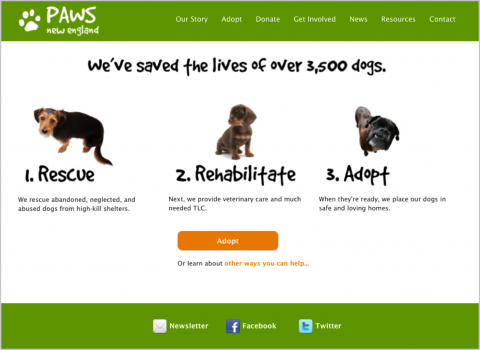 PAWS
new england
Our Story Adopt Donate Get Involved News Resources Contact
We've saved the lives of over 3,500 dogs.
1. Rescue
We rescue abandoned, neglected, and
abused dogs from high-kill shelters.
2. Rehabilitate
Next, we provide veterinary care and much
needed TLC.
3. Adopt
When they're ready, we place our dogs in
safe and loving homes.
Adopt
Or learn about other ways you can help...
Newsletter Facebook Twitter